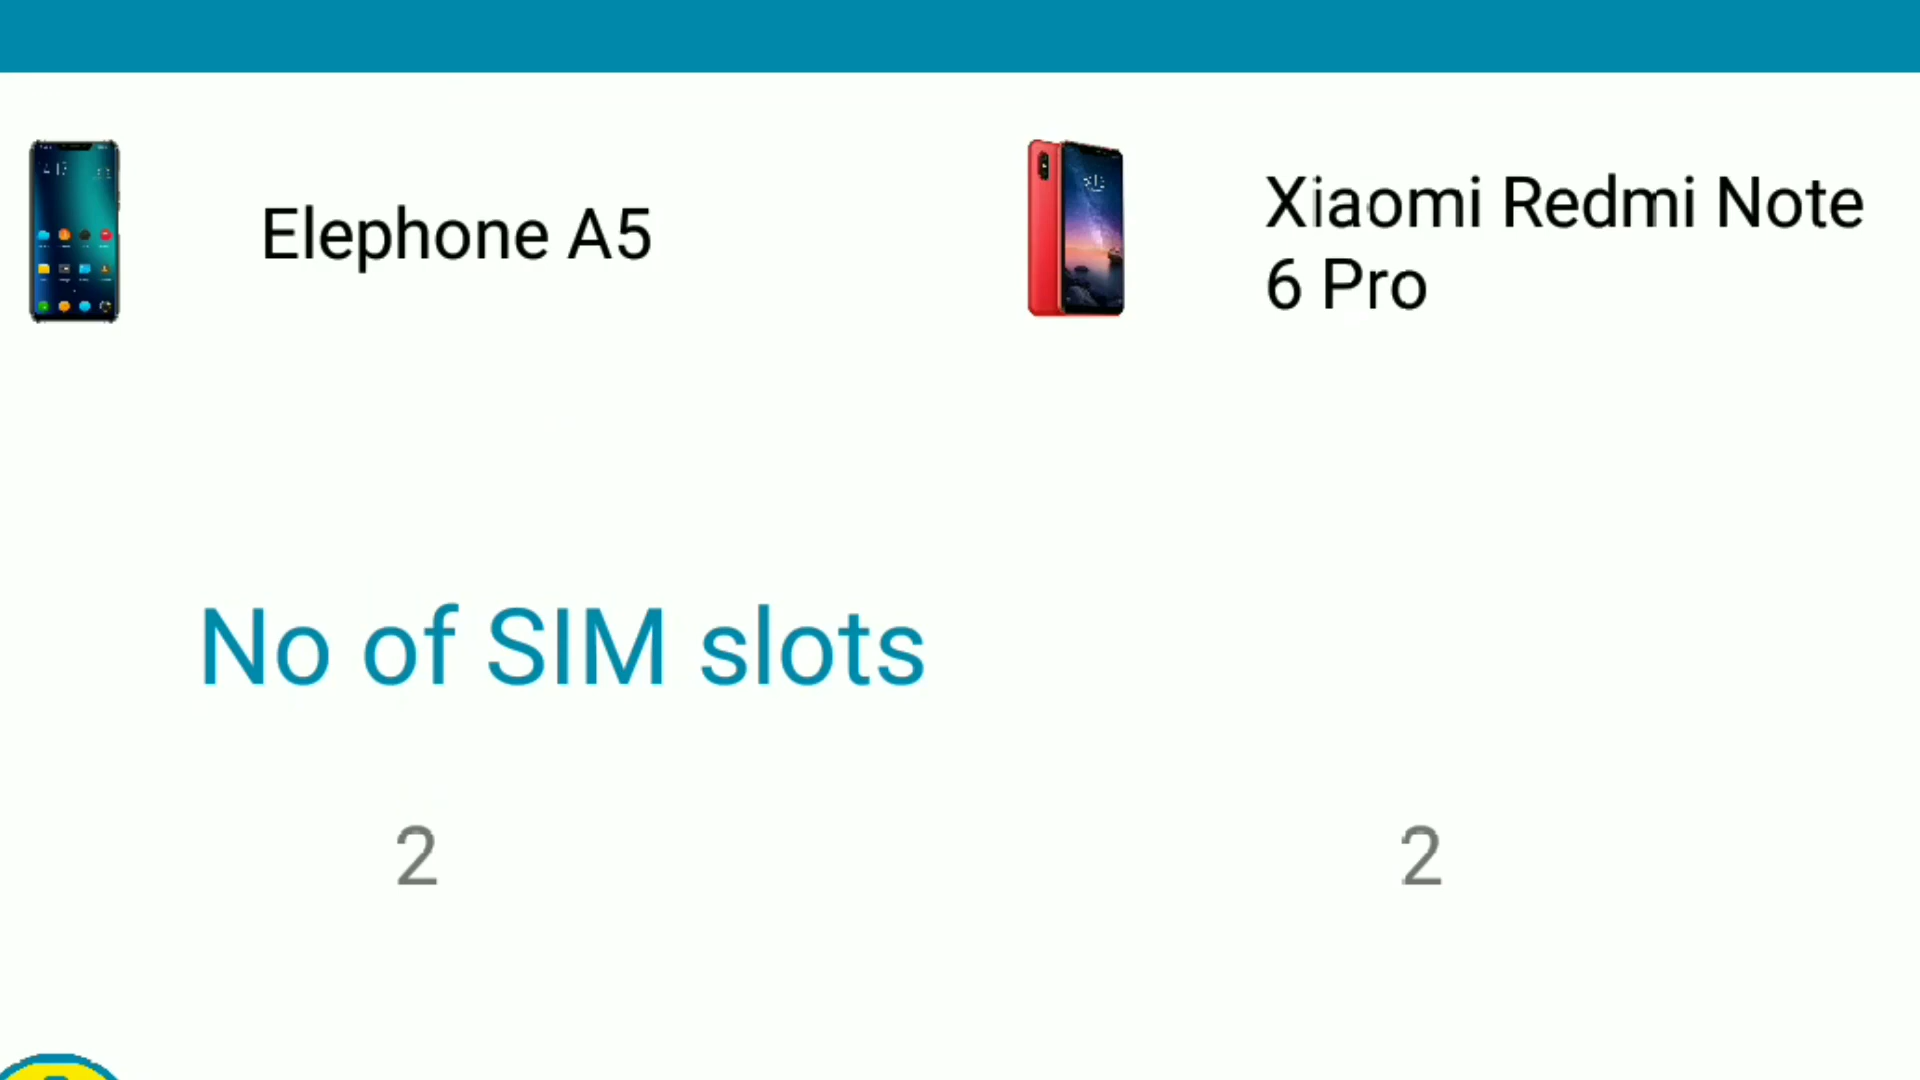 Elephone A5
Xiaomi Redmi Note
6 Pro
No of SIM slots
2
2